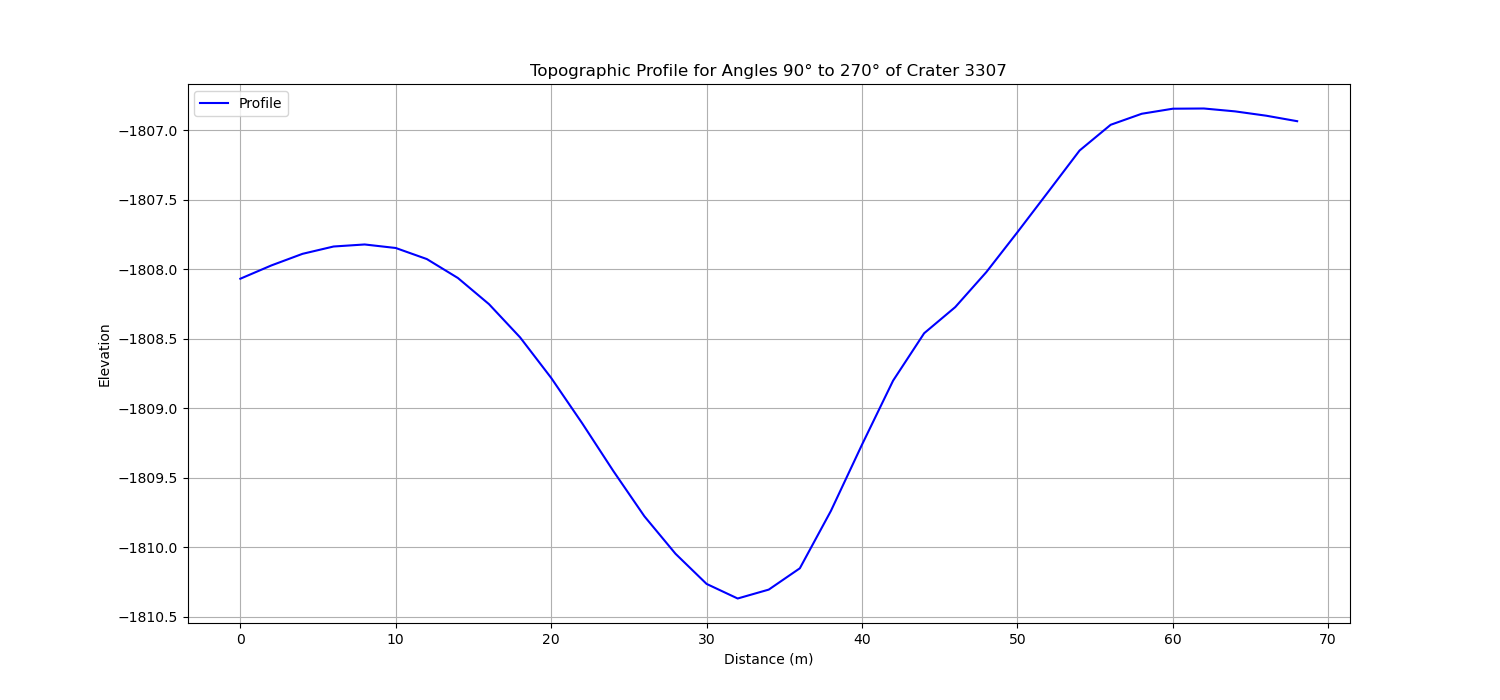 Topographic Profile for Angles 90° to 270° of Crater 3307
Profile
−1807.0
−1807.5
−1808.0
−1808.5
−1809.0
−1809.5
−1810.0
−1810.5
Elevation
0 10 20 30 40 50 60 70
Distance (m)